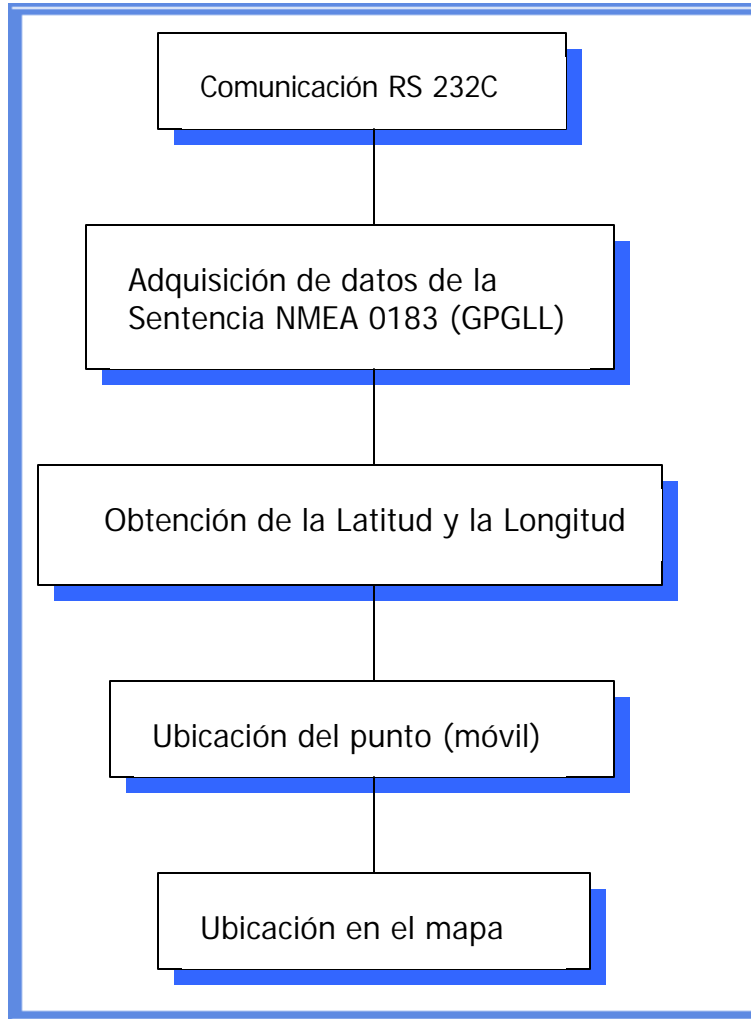 Comunicación RS 232C
Adquisición de datos de la
Sentencia NMEA 0183 (GPGLL)
Obtención de la Latitud y la Longitud
Ubicación del punto (móvil)
Ubicación en el mapa